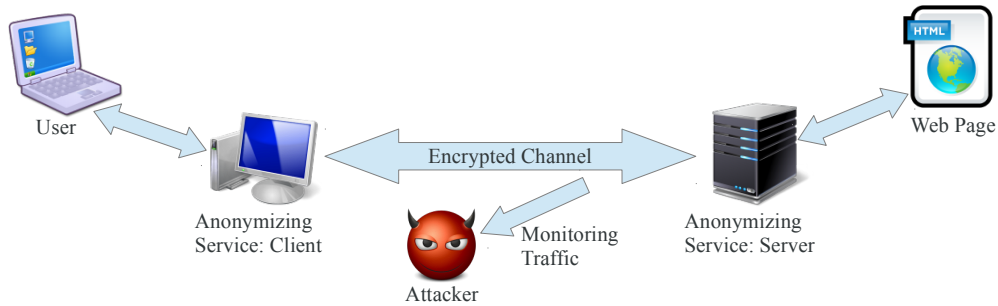 HTML
User
Web Page
Encrypted Channel
Anonymizing
Service: Client
Anonymizing
Service: Server
Monitoring
Traffic
Attacker